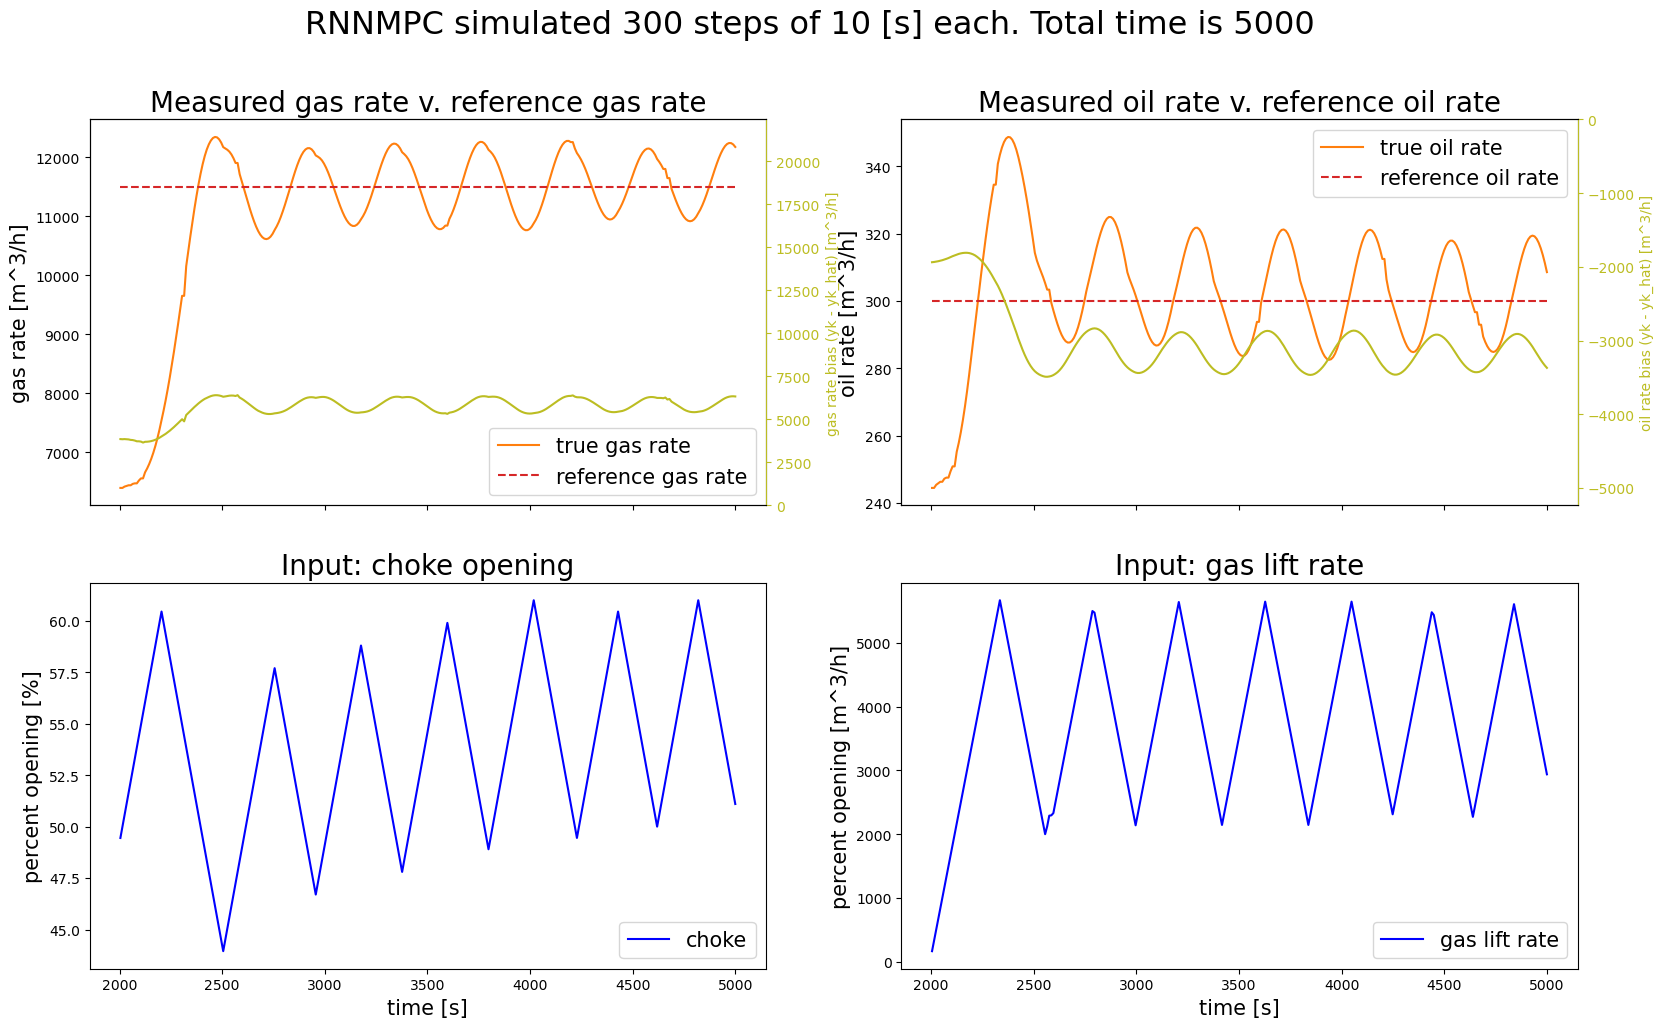 RNNMPC simulated 300 steps of 10 [s] each. Total time is 5000
Measured gas rate v. reference gas rate
gas rate [m^3/h]
12000
11000
10000
9000
8000
7000
20000
17500
15000
12500
10000
7500
5000
2500
0
gas rate bias (yk - yk_hat) [m^3/h]
true gas rate
reference gas rate
Measured oil rate v. reference oil rate
oil rate [m^3/h]
340
320
300
280
260
240
0
−1000
−2000
−3000
−4000
−5000
oil rate bias (yk - yk_hat) [m^3/h]
true oil rate
reference oil rate
Input: choke opening
percent opening [%]
60.0
57.5
55.0
52.5
50.0
47.5
45.0
choke
2000 2500 3000 3500 4000 4500 5000
time [s]
Input: gas lift rate
percent opening [m^3/h]
5000
4000
3000
2000
1000
0
gas lift rate
2000 2500 3000 3500 4000 4500 5000
time [s]